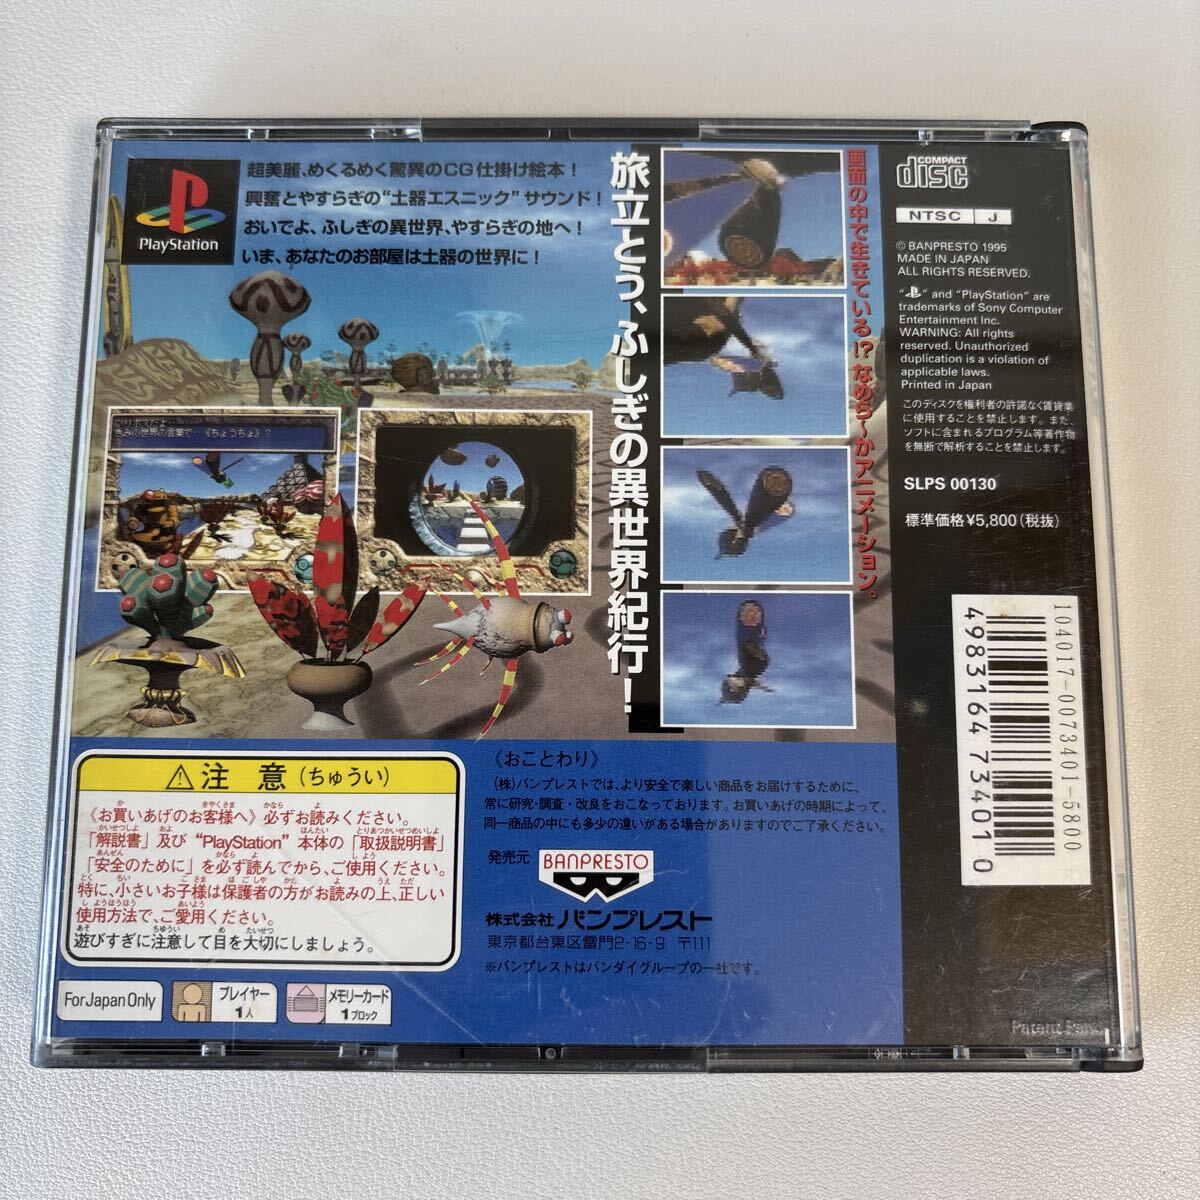 PlayStation
超美麗、めくるめく驚異のCG仕掛け絵本！
興奮とやすらぎの“土器エスニック”サウンド！
おいでよ、ふしぎの異世界、やすらぎの地へ！
いま、あなたのお部屋は土器の世界に！
旅立とう、ふしぎの異世界紀行！
画面の中で生きている!?なめら〜かアニメーション。
きみの世界の言葉で…《ちょうちょ》？
COMPACT
disc
NTSC J
© BANPRESTO 1995
MADE IN JAPAN
ALL RIGHTS RESERVED.
“ ” and “PlayStation” are
trademarks of Sony Computer
Entertainment Inc.
WARNING: All rights
reserved. Unauthorized
duplication is a violation of
applicable laws.
Printed in Japan
このディスクを権利者の許諾なく賃貸業
に使用することを禁止します。また、
ソフトに含まれるプログラム等著作物
を無断で解析することを禁止します。
SLPS 00130
標準価格¥5,800（税抜）
104017-0073401-5800
4983164734010
⚠注 意（ちゅうい）
《お買いあげのお客様へ》必ずお読みください。
「解説書」及び “PlayStation” 本体の「取扱説明書」
「安全のために」を必ず読んでから、ご使用ください。
特に、小さいお子様は保護者の方がお読みの上、正しい
使用方法で、ご愛用ください。
遊びすぎに注意して目を大切にしましょう。
For Japan Only
プレイヤー
1人
メモリーカード
1ブロック
《おことわり》
（株）バンプレストでは、より安全で楽しい商品をお届けするために、
常に研究・調査・改良をおこなっております。お買いあげの時期によって、
同一商品の中にも多少の違いがある場合がありますのでご了承ください。
発売元
BANPRESTO
株式会社 バンプレスト
東京都台東区雷門2-16-9 〒111
※バンプレストはバンダイグループの一社です。